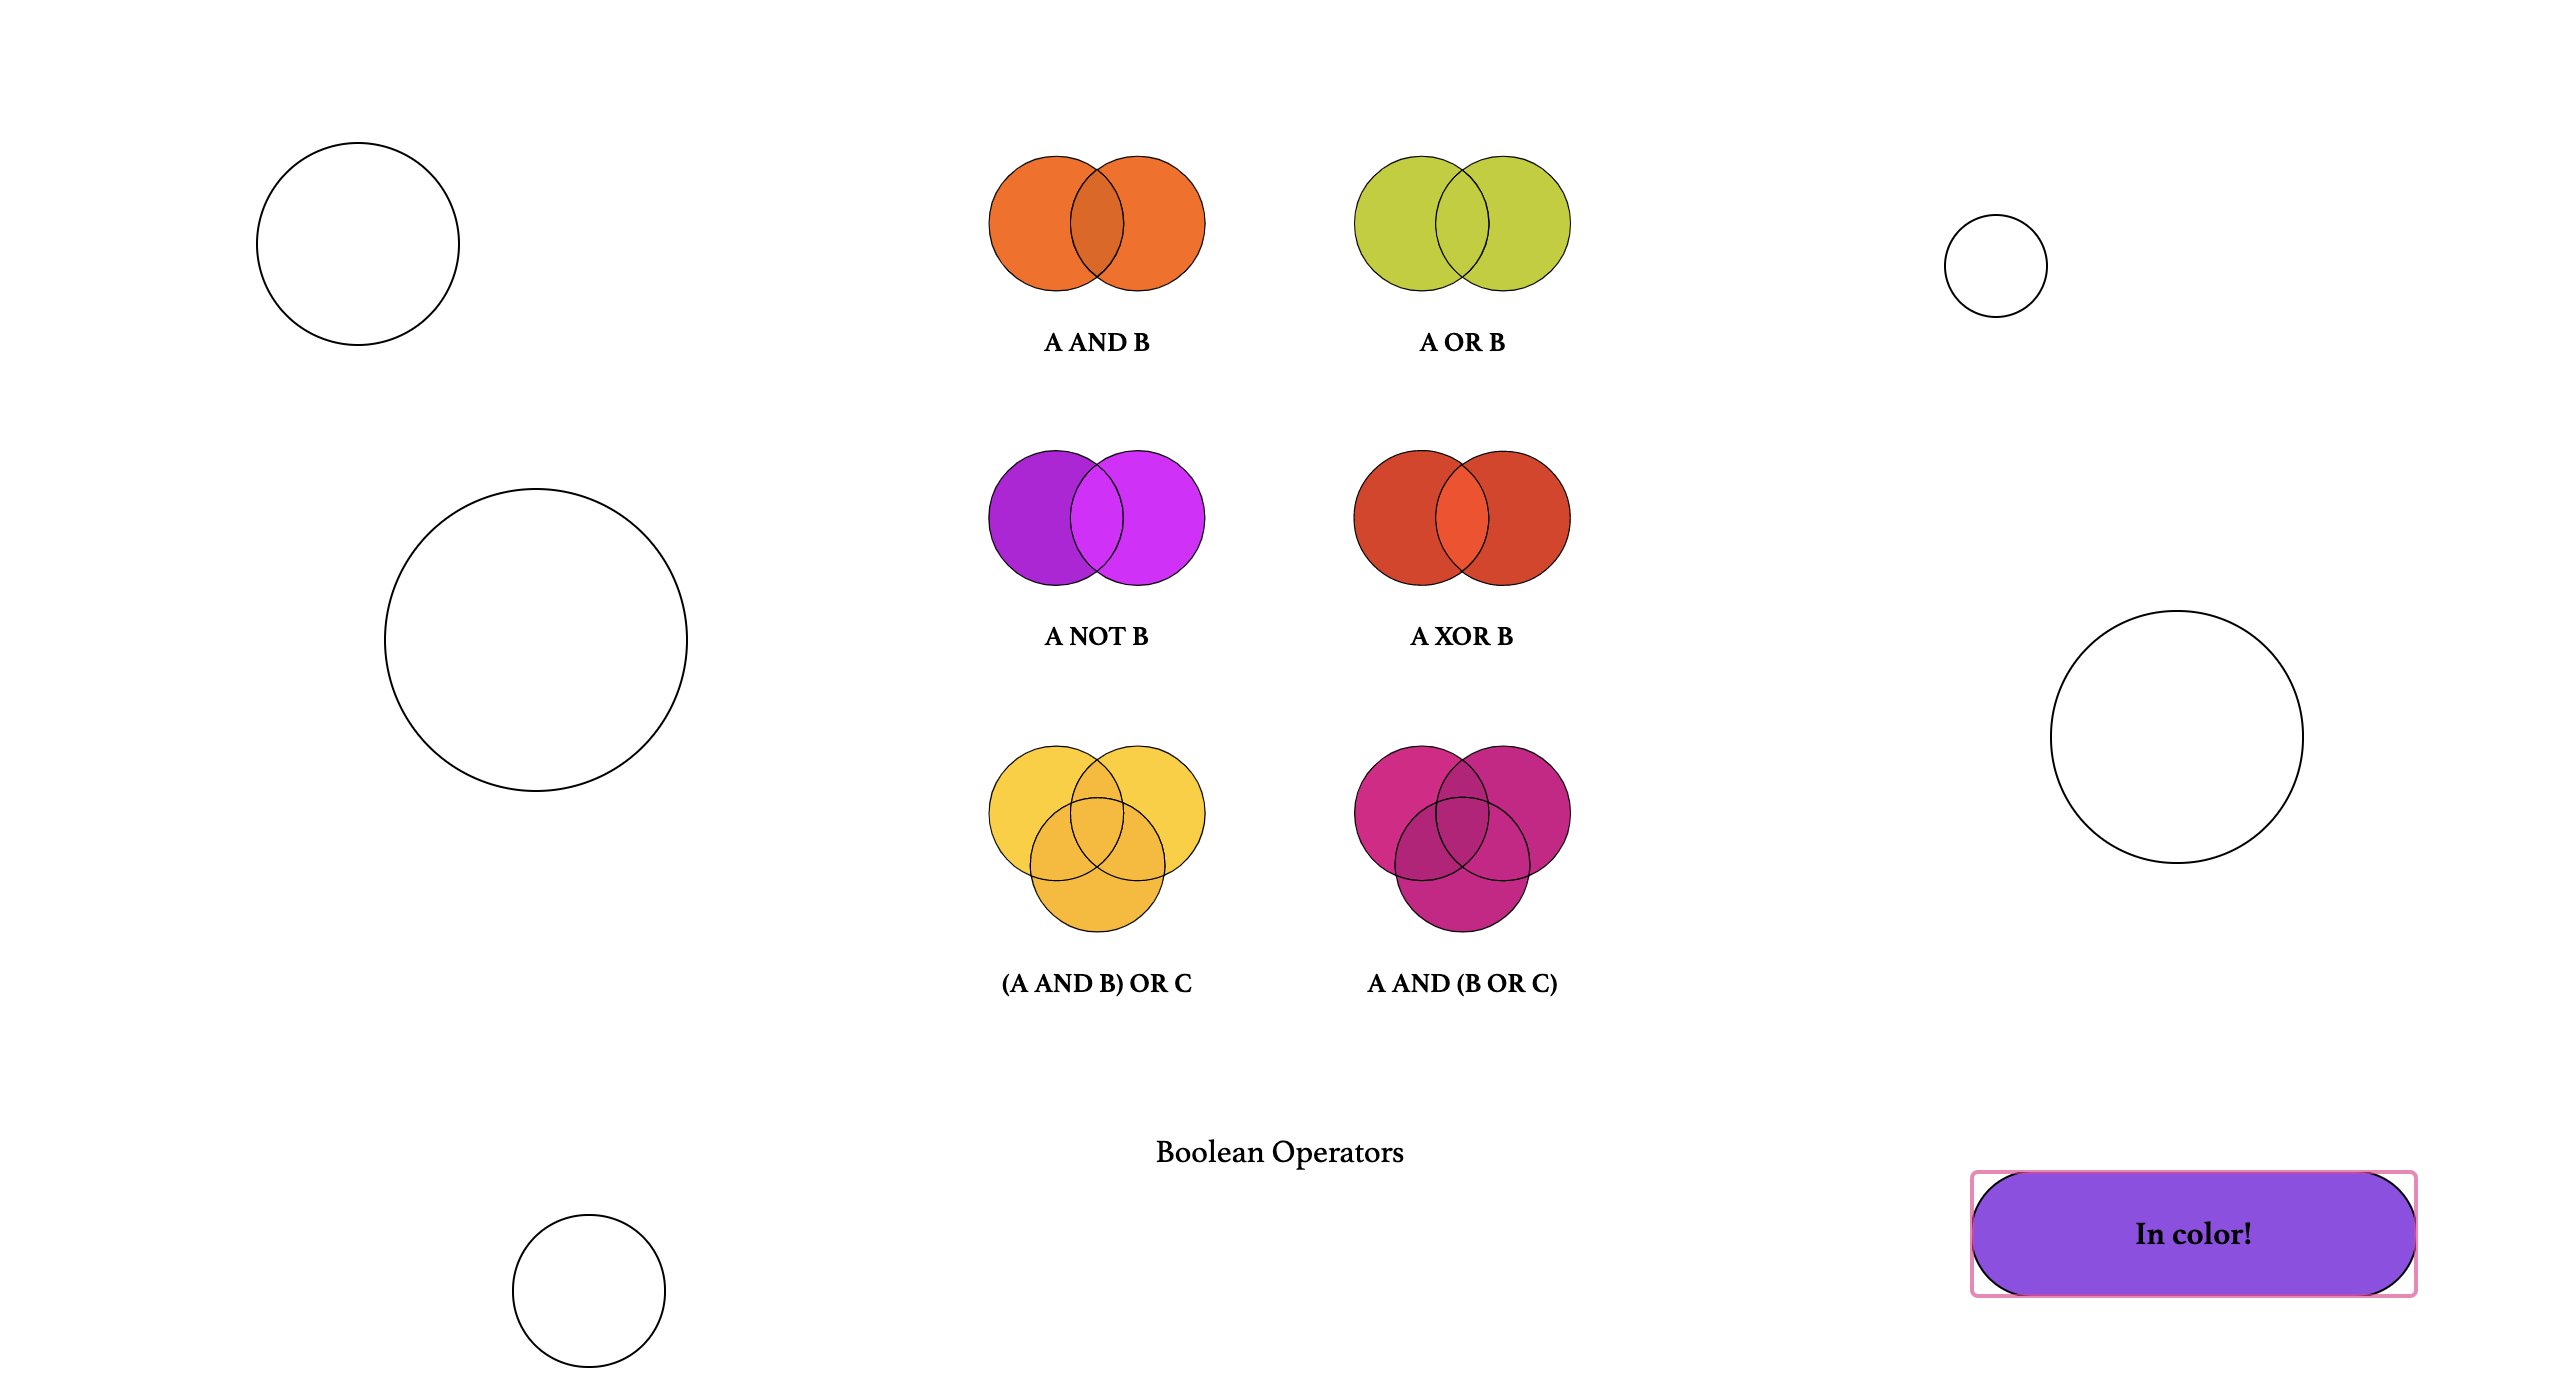 A AND B
A OR B
A NOT B
A XOR B
(A AND B) OR C
A AND (B OR C)
Boolean Operators
In color!